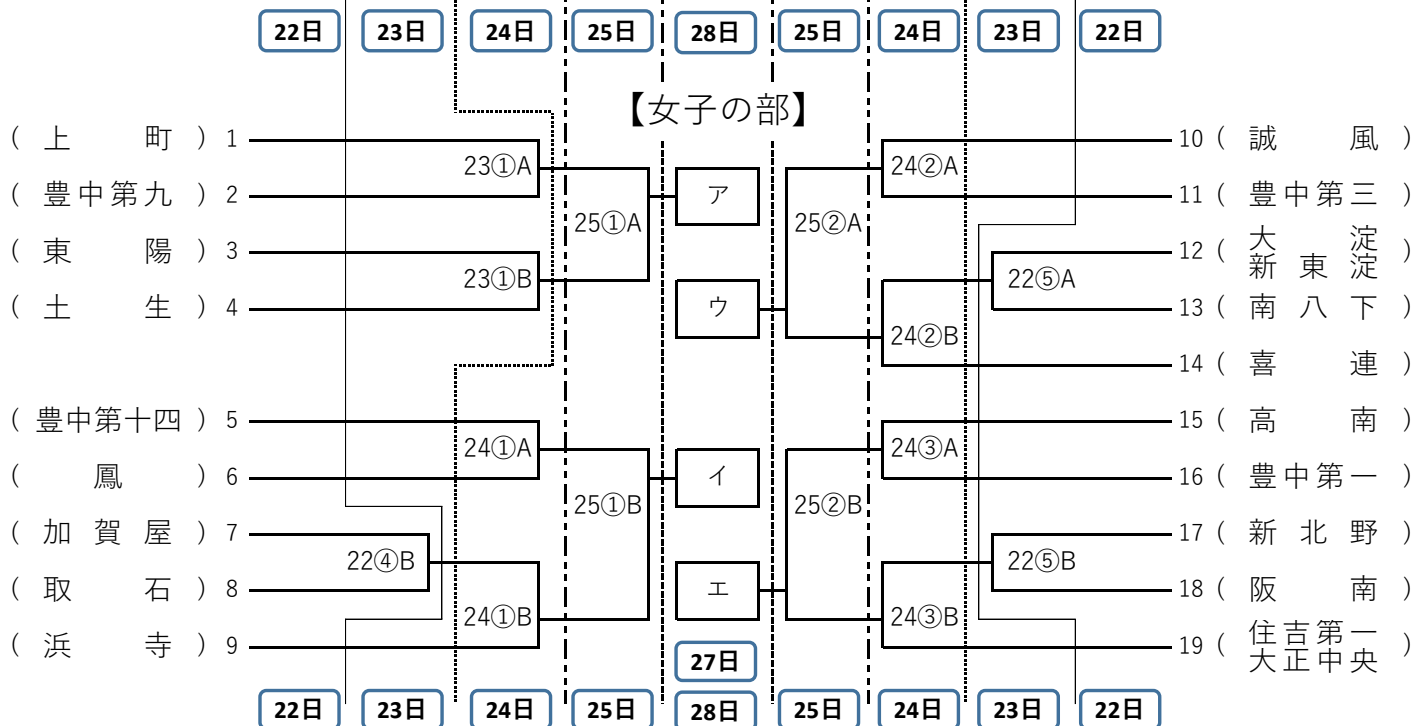 22日 23日 24日 25日 28日 25日 24日 23日 22日
【女子の部】
( 上町 ) 1
( 豊中第九 ) 2
( 東陽 ) 3
( 土生 ) 4
( 豊中第十四 ) 5
( 鳳 ) 6
( 加賀屋 ) 7
( 取石 ) 8
( 浜寺 ) 9
23①A
23①B
24①A
22④B
24①B
25①A
25①B
ア
ウ
イ
エ
25②A
25②B
24②A
22⑤A
24②B
24③A
22⑤B
24③B
10 ( 誠風 )
11 ( 豊中第三 )
12 ( 大淀
新東淀 )
13 ( 南八下 )
14 ( 喜連 )
15 ( 高南 )
16 ( 豊中第一 )
17 ( 新北野 )
18 ( 阪南 )
19 ( 住吉第一
大正中央 )
27日
22日 23日 24日 25日 28日 25日 24日 23日 22日